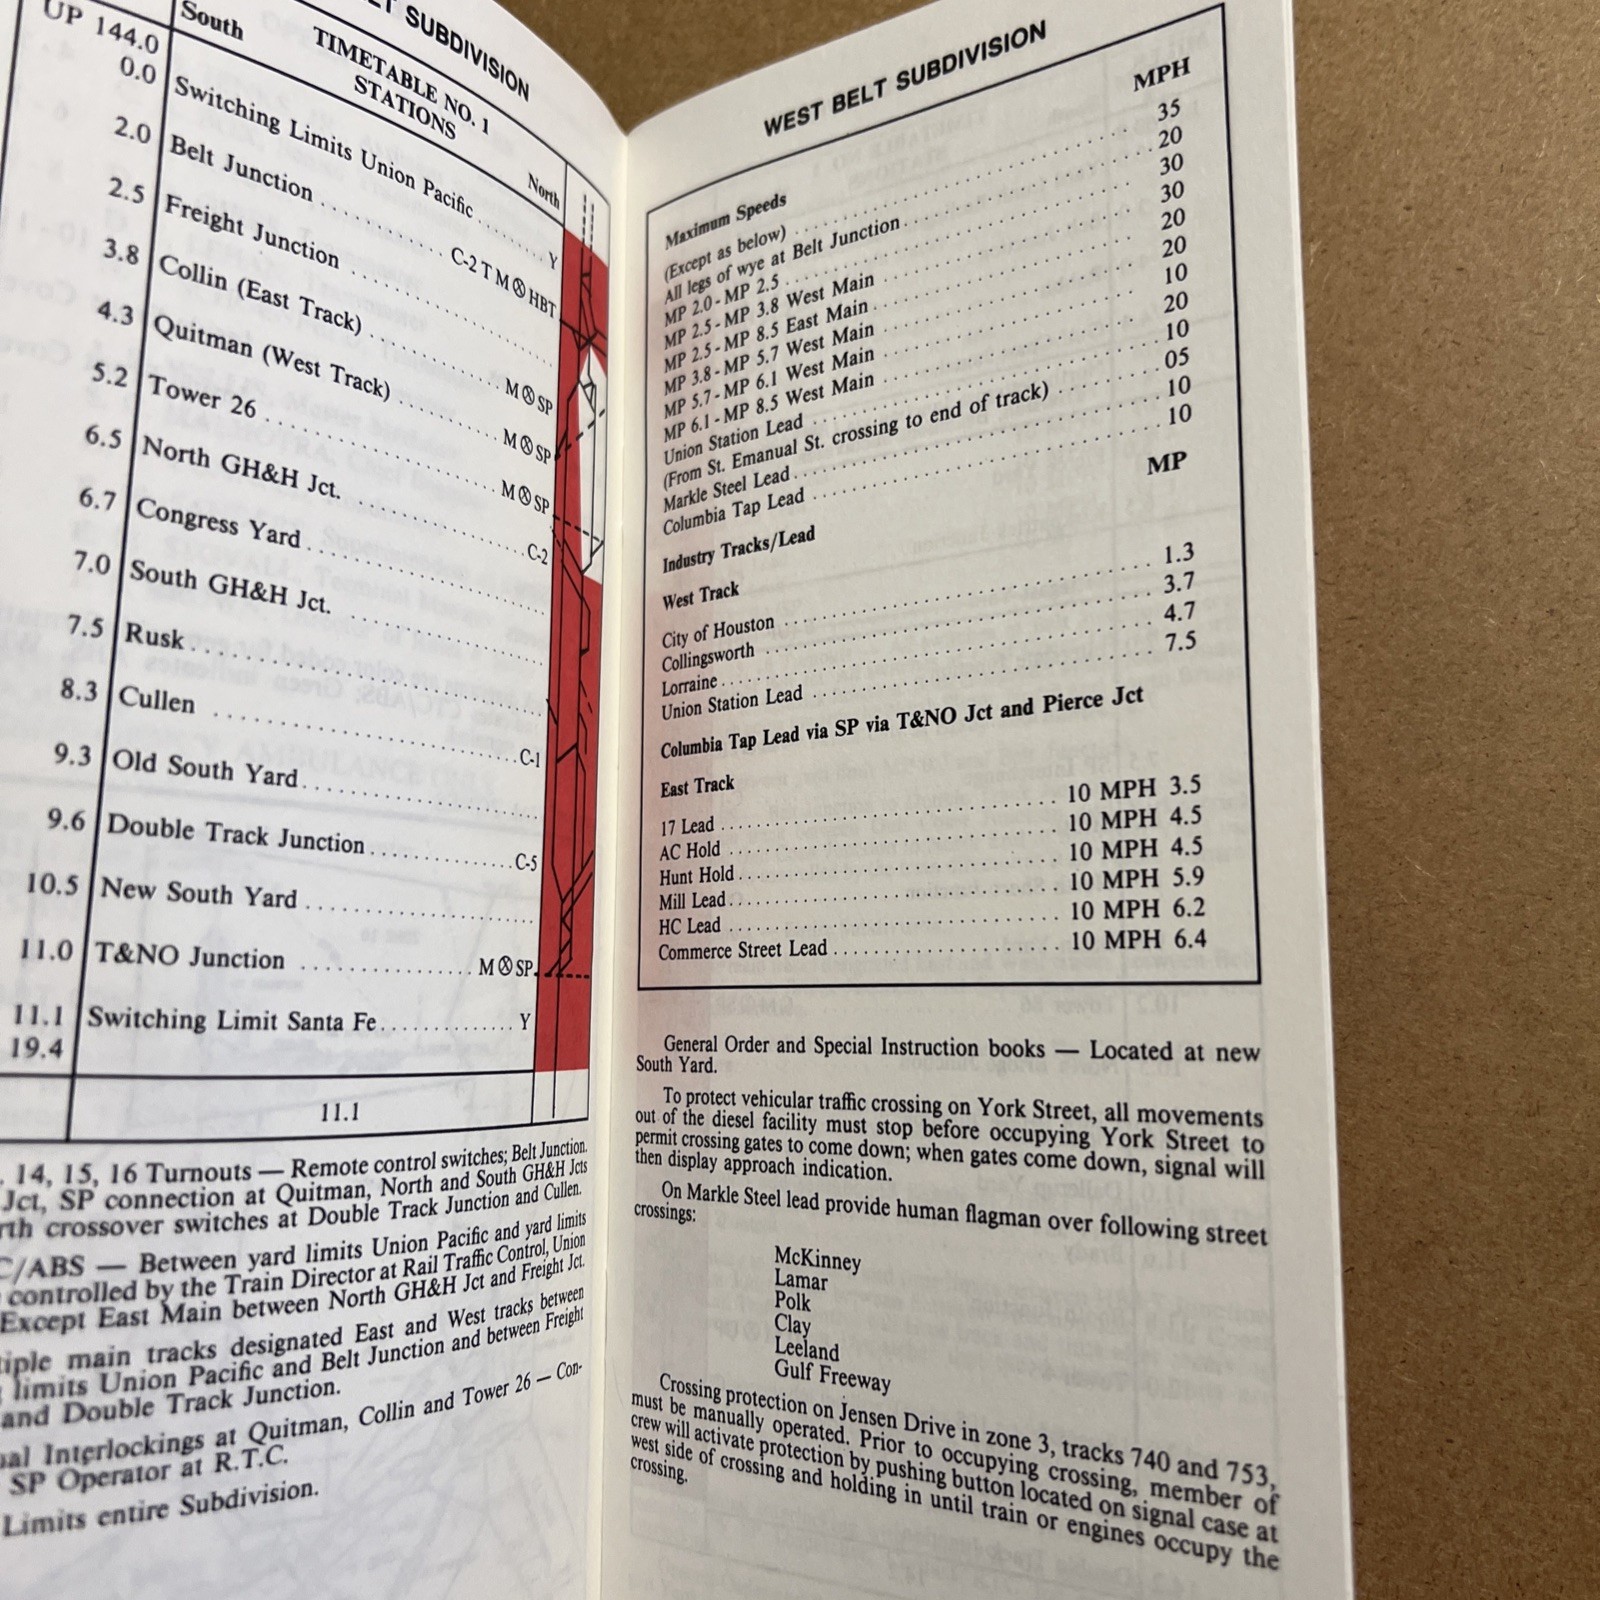 LT SUBDIVISION
South
TIMETABLE NO. 1
STATIONS
North
UP 144.0
0.0 Switching Limits Union Pacific ........ Y
2.0 Belt Junction ........ C-2 T M ⊗ HBT
2.5 Freight Junction ........
3.8 Collin (East Track) ........ M ⊗ SP
4.3 Quitman (West Track) ........ M ⊗ SP
5.2 Tower 26 ........ M ⊗ SP
6.5 North GH&H Jct. ........ C-2
6.7 Congress Yard ........
7.0 South GH&H Jct. ........
7.5 Rusk ........
8.3 Cullen ........ C-1
9.3 Old South Yard ........
9.6 Double Track Junction ........ C-5
10.5 New South Yard ........
11.0 T&NO Junction ........ M ⊗ SP
11.1 Switching Limit Santa Fe ........ Y
19.4
11.1
14, 15, 16 Turnouts — Remote control switches; Belt Junction.
Jct, SP connection at Quitman, North and South GH&H Jcts
rth crossover switches at Double Track Junction and Cullen.
C/ABS — Between yard limits Union Pacific and yard limits
controlled by the Train Director at Rail Traffic Control, Union
Except East Main between North GH&H Jct and Freight Jct.
iple main tracks designated East and West tracks between
limits Union Pacific and Belt Junction and between Freight
and Double Track Junction.
al Interlockings at Quitman, Collin and Tower 26 — Con-
SP Operator at R.T.C.
Limits entire Subdivision.
WEST BELT SUBDIVISION
MPH
Maximum Speeds
(Except as below) ........ 35
All legs of wye at Belt Junction ........ 20
MP 2.0 - MP 2.5 ........ 30
MP 2.5 - MP 3.8 West Main ........ 30
MP 2.5 - MP 8.5 East Main ........ 20
MP 3.8 - MP 5.7 West Main ........ 20
MP 5.7 - MP 6.1 West Main ........ 10
MP 6.1 - MP 8.5 West Main ........ 20
Union Station Lead ........ 10
(From St. Emanual St. crossing to end of track) ........ 05
Markle Steel Lead ........ 10
Columbia Tap Lead ........ 10
MP
Industry Tracks/Lead
West Track
City of Houston ........ 1.3
Collingsworth ........ 3.7
Lorraine ........ 4.7
Union Station Lead ........ 7.5
Columbia Tap Lead via SP via T&NO Jct and Pierce Jct
East Track
17 Lead ........ 10 MPH 3.5
AC Hold ........ 10 MPH 4.5
Hunt Hold ........ 10 MPH 4.5
Mill Lead ........ 10 MPH 5.9
HC Lead ........ 10 MPH 6.2
Commerce Street Lead ........ 10 MPH 6.4
General Order and Special Instruction books — Located at new
South Yard.
To protect vehicular traffic crossing on York Street, all movements
out of the diesel facility must stop before occupying York Street to
permit crossing gates to come down; when gates come down, signal will
then display approach indication.
On Markle Steel lead provide human flagman over following street
crossings:
McKinney
Lamar
Polk
Clay
Leeland
Gulf Freeway
Crossing protection on Jensen Drive in zone 3, tracks 740 and 753,
must be manually operated. Prior to occupying crossing, member of
crew will activate protection by pushing button located on signal case at
west side of crossing and holding in until train or engines occupy the
crossing.